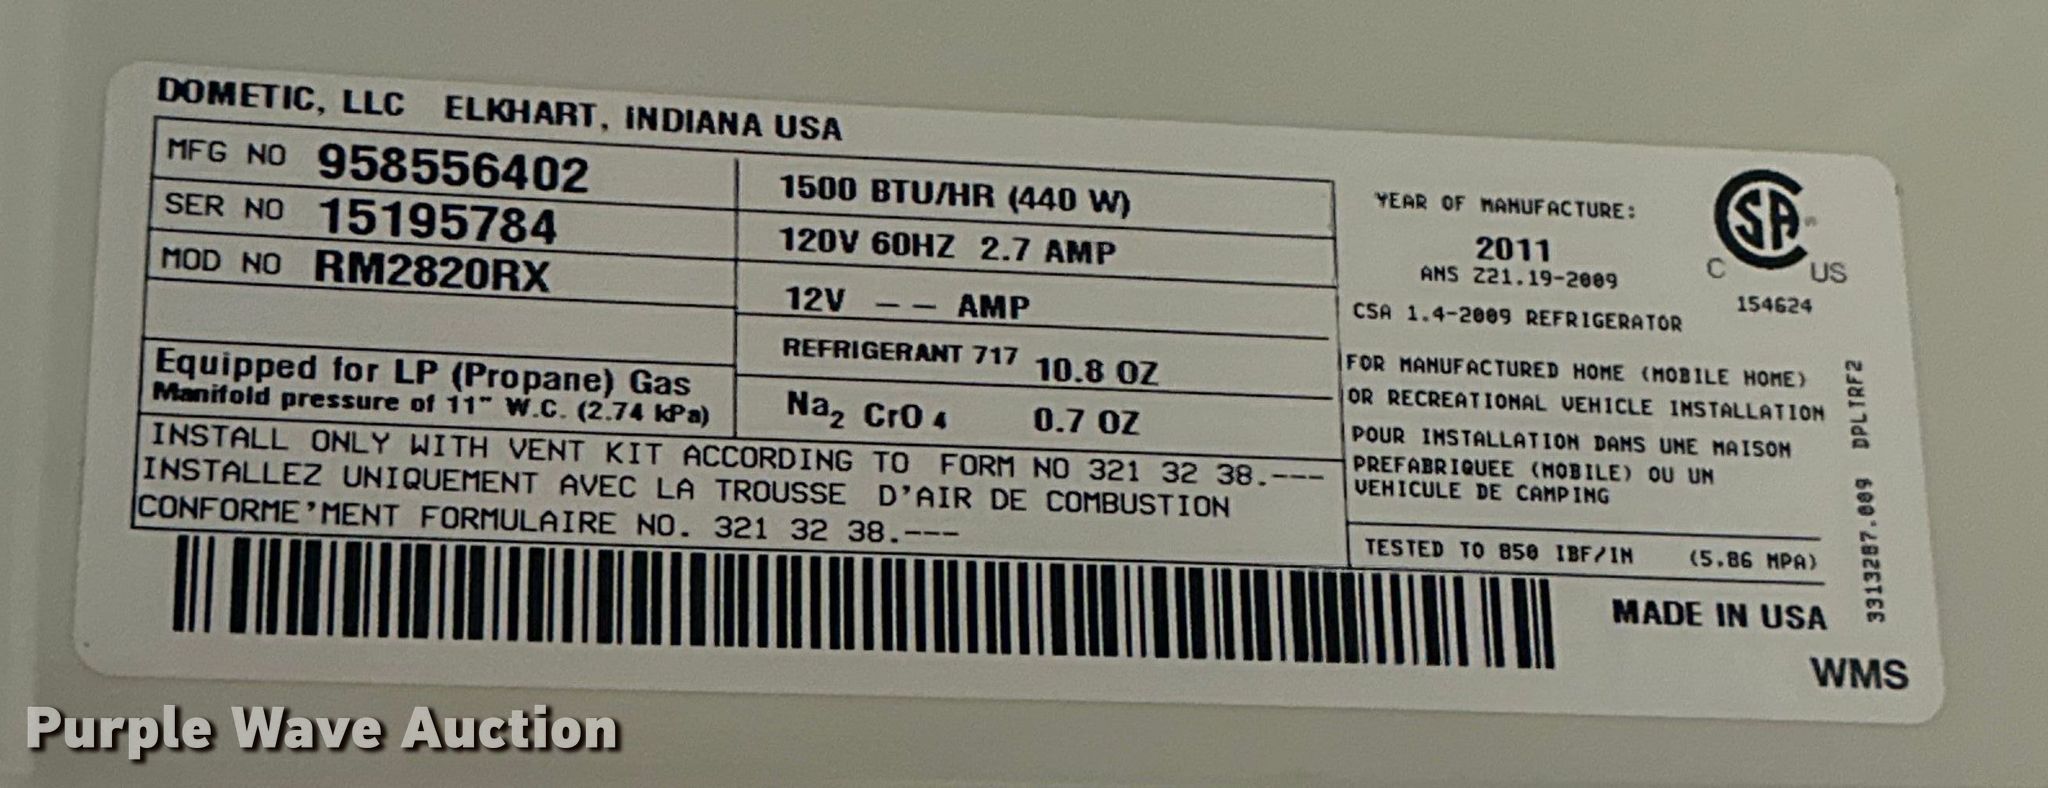 DOMETIC, LLC ELKHART, INDIANA USA
MFG NO 958556402
SER NO 15195784
MOD NO RM2820RX
Equipped for LP (Propane) Gas
Manifold pressure of 11" W.C. (2.74 kPa)
1500 BTU/HR (440 W)
120V 60HZ 2.7 AMP
12V -- AMP
REFRIGERANT 717 10.8 OZ
Na2 CrO4 0.7 OZ
INSTALL ONLY WITH VENT KIT ACCORDING TO FORM NO 321 32 38.---
INSTALLEZ UNIQUEMENT AVEC LA TROUSSE D'AIR DE COMBUSTION
CONFORME'MENT FORMULAIRE NO. 321 32 38.---
YEAR OF MANUFACTURE:
2011
ANS Z21.19-2009
CSA 1.4-2009 REFRIGERATOR
SA
C US
154624
FOR MANUFACTURED HOME (MOBILE HOME)
OR RECREATIONAL VEHICLE INSTALLATION
POUR INSTALLATION DANS UNE MAISON
PREFABRIQUEE (MOBILE) OU UN
VEHICULE DE CAMPING
TESTED TO 850 IBF/IN (5.86 MPA)
3313287.009 DPLTRF2
MADE IN USA
WMS
Purple Wave Auction